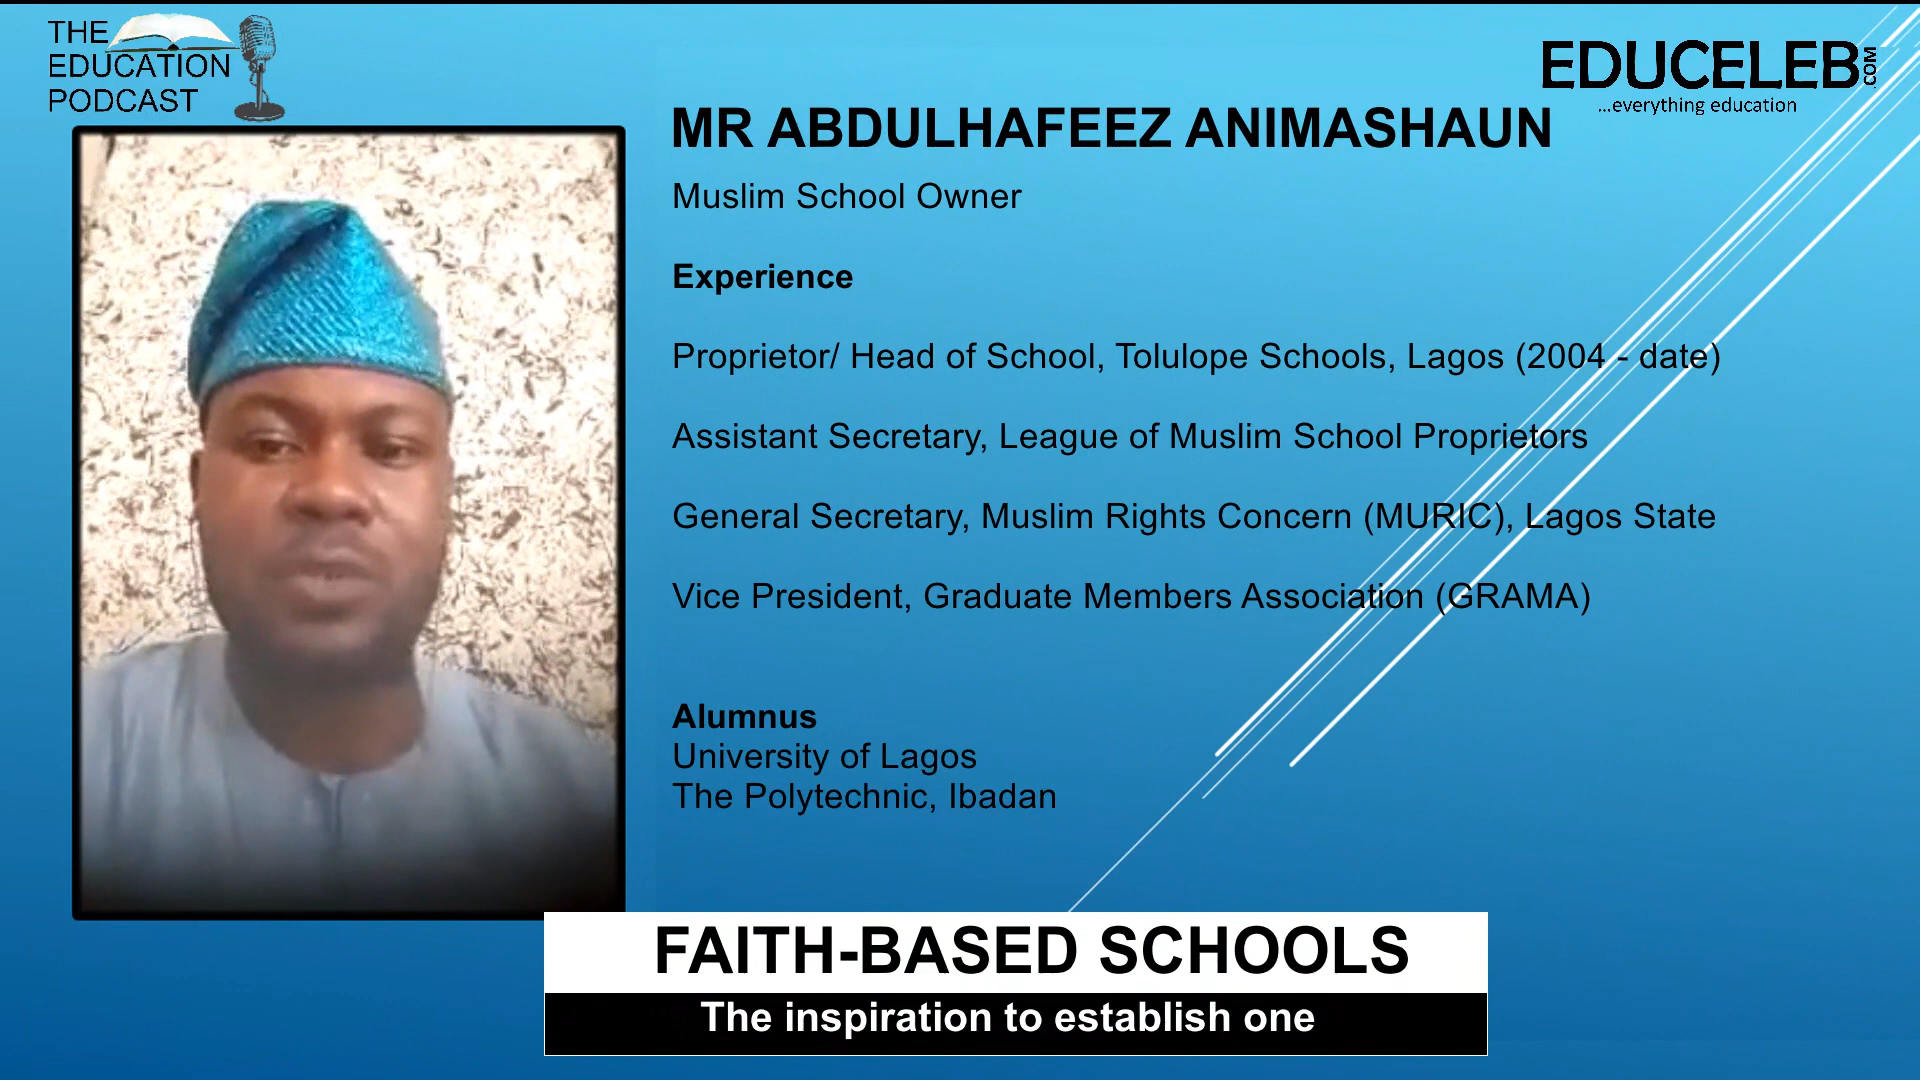 THE
EDUCATION
PODCAST
EDUCELEB.COM
...everything education
MR ABDULHAFEEZ ANIMASHAUN
Muslim School Owner
Experience
Proprietor/ Head of School, Tolulope Schools, Lagos (2004 - date)
Assistant Secretary, League of Muslim School Proprietors
General Secretary, Muslim Rights Concern (MURIC), Lagos State
Vice President, Graduate Members Association (GRAMA)
Alumnus
University of Lagos
The Polytechnic, Ibadan
FAITH-BASED SCHOOLS
The inspiration to establish one